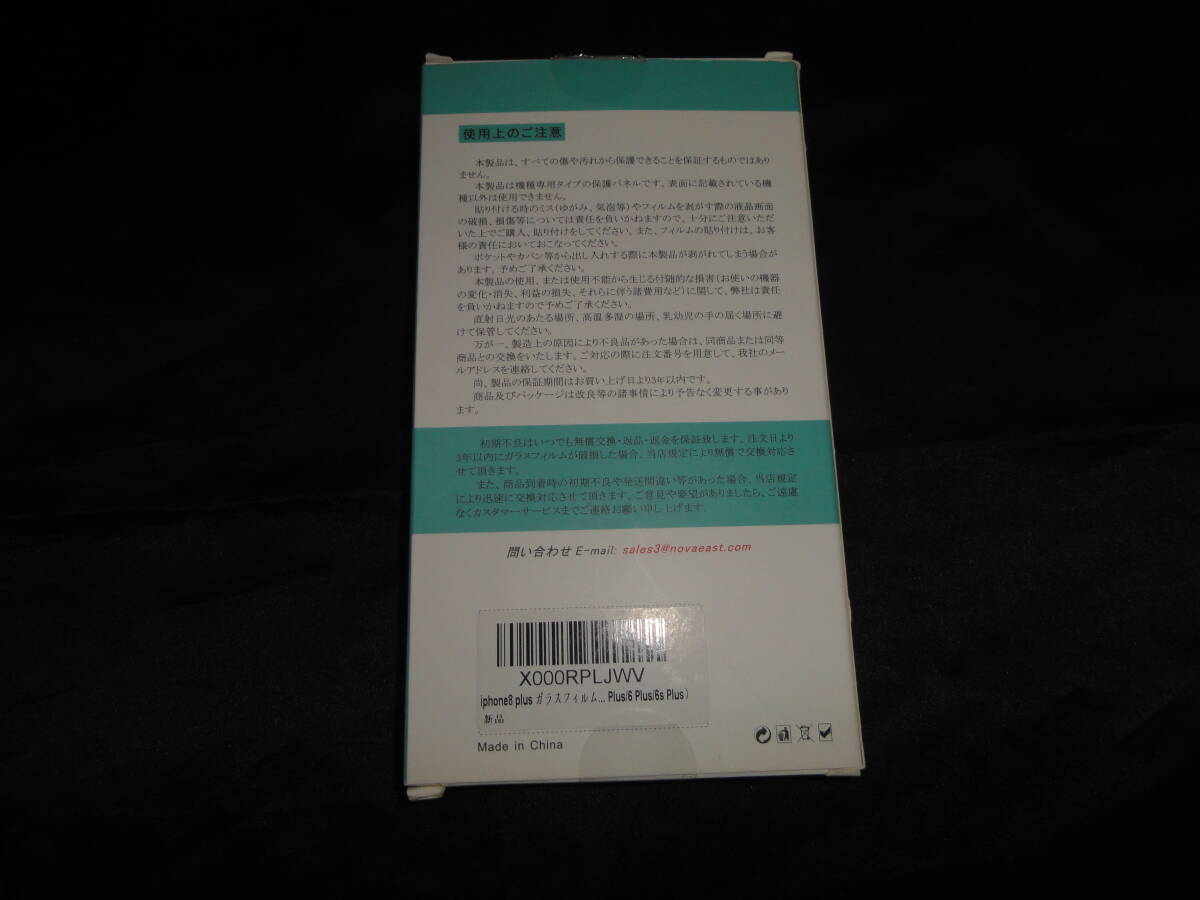 使用上のご注意
本製品は、すべての傷や汚れから保護できることを保証するものではあり
ません。
本製品は機種専用タイプの保護パネルです。表面に記載されている機
種以外は使用できません。
貼り付ける時のミス(ゆがみ、気泡等)やフィルムを剥がす際の液晶画面
の破損、損傷等については責任を負いかねますので、十分にご注意いただ
いた上でご購入、貼り付けをしてください。また、フィルムの貼り付けは、お客
様の責任においておこなってください。
ポケットやカバン等から出し入れする際に本製品が剥がれてしまう場合が
あります。予めご了承ください。
本製品の使用、または使用不能から生じる付随的な損害(お使いの機器
の変化・消失、利益の損失、それらに伴う諸費用など)に関して、弊社は責任
を負いかねますので予めご了承ください。
直射日光のあたる場所、高温多湿の場所、乳幼児の手の届く場所に避
けて保管してください。
万が一、製造上の原因により不良品があった場合は、同商品または同等
商品との交換をいたします。ご対応の際に注文番号を用意して、我社のメー
ルアドレスを連絡してください。
尚、製品の保証期間はお買い上げ日より3年以内です。
商品及びパッケージは改良等の諸事情により予告なく変更する事があり
ます。
初期不良はいつでも無償交換・返品・返金を保証致します。注文日より
3年以内にガラスフィルムが破損した場合、当店規定により無償で交換対応さ
せて頂きます。
また、商品到着時の初期不良や発送間違い等があった場合、当店規定
により迅速に交換対応させて頂きます。ご意見や要望がありましたら、ご遠慮
なくカスタマーサービスまでご連絡お願い申し上げます。
問い合わせ E-mail: sales3@novaeast.com
X000RPLJWV
iphone8 plus ガラスフィルム... Plus/6 Plus/6s Plus)
新品
Made in China